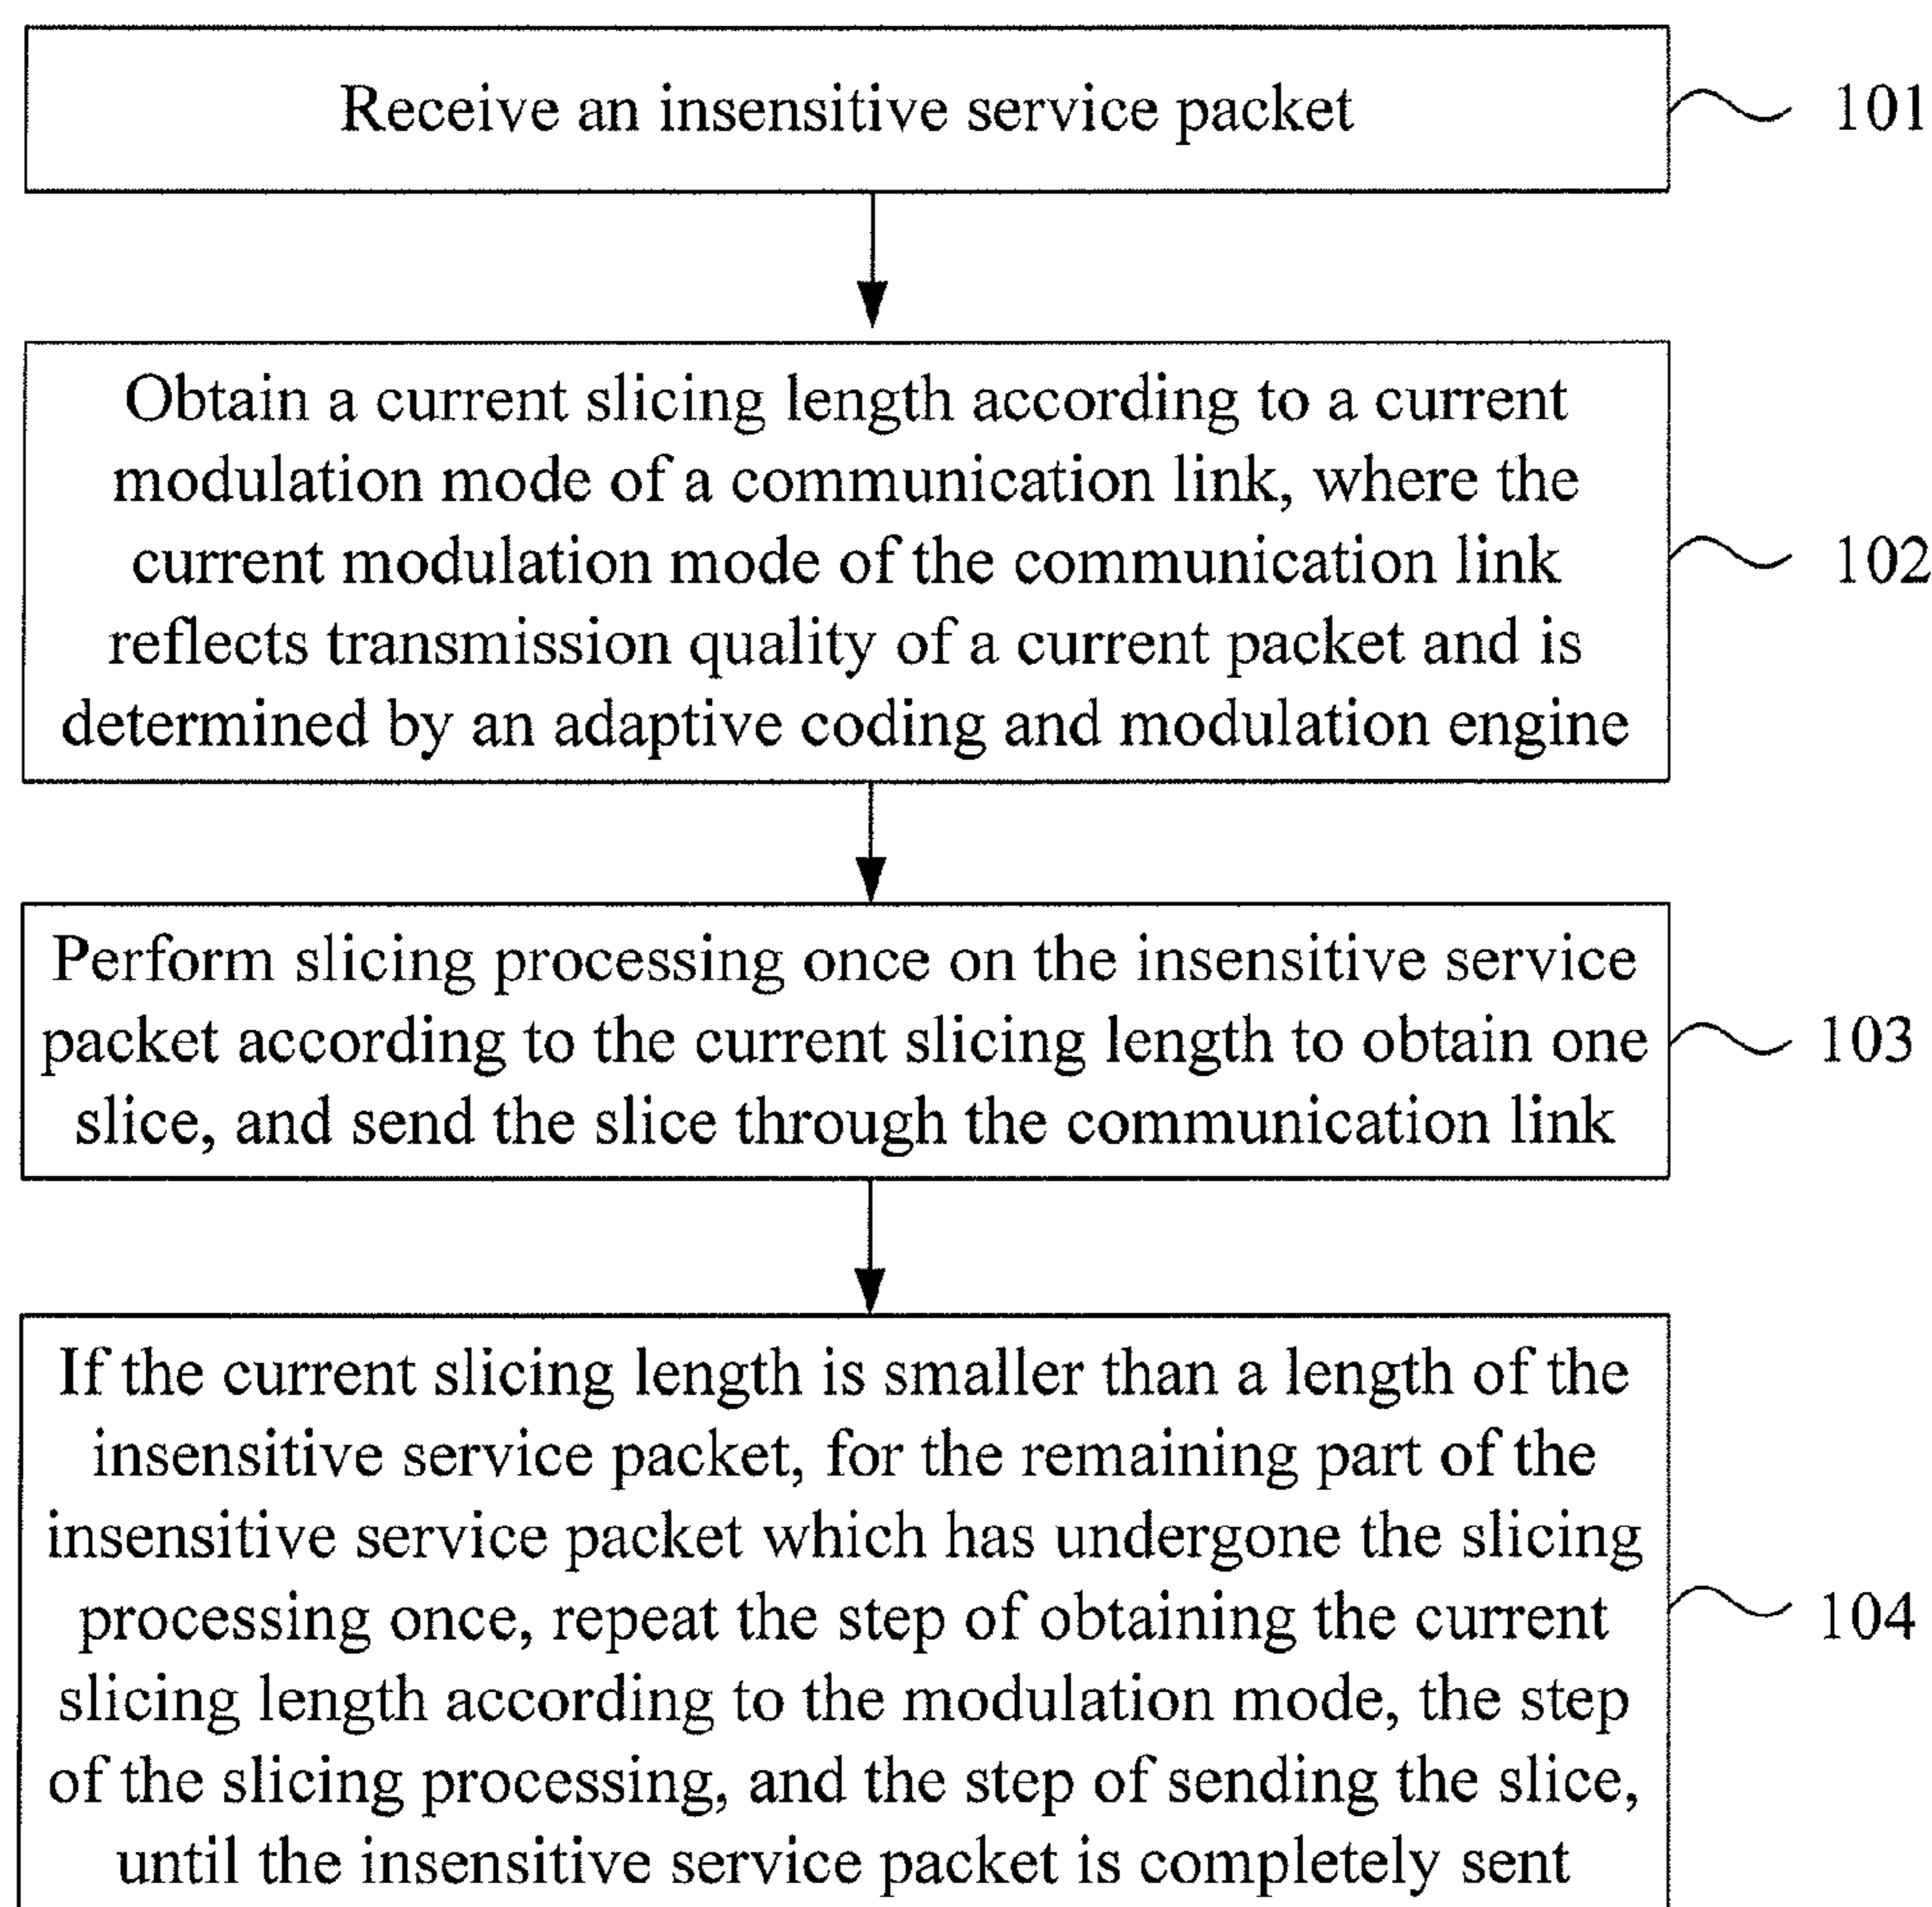 Receive an insensitive service packet
101
Obtain a current slicing length according to a current
modulation mode of a communication link, where the
current modulation mode of the communication link
reflects transmission quality of a current packet and is
determined by an adaptive coding and modulation engine
102
Perform slicing processing once on the insensitive service
packet according to the current slicing length to obtain one
slice, and send the slice through the communication link
103
If the current slicing length is smaller than a length of the
insensitive service packet, for the remaining part of the
insensitive service packet which has undergone the slicing
processing once, repeat the step of obtaining the current
slicing length according to the modulation mode, the step
of the slicing processing, and the step of sending the slice,
until the insensitive service packet is completely sent
104